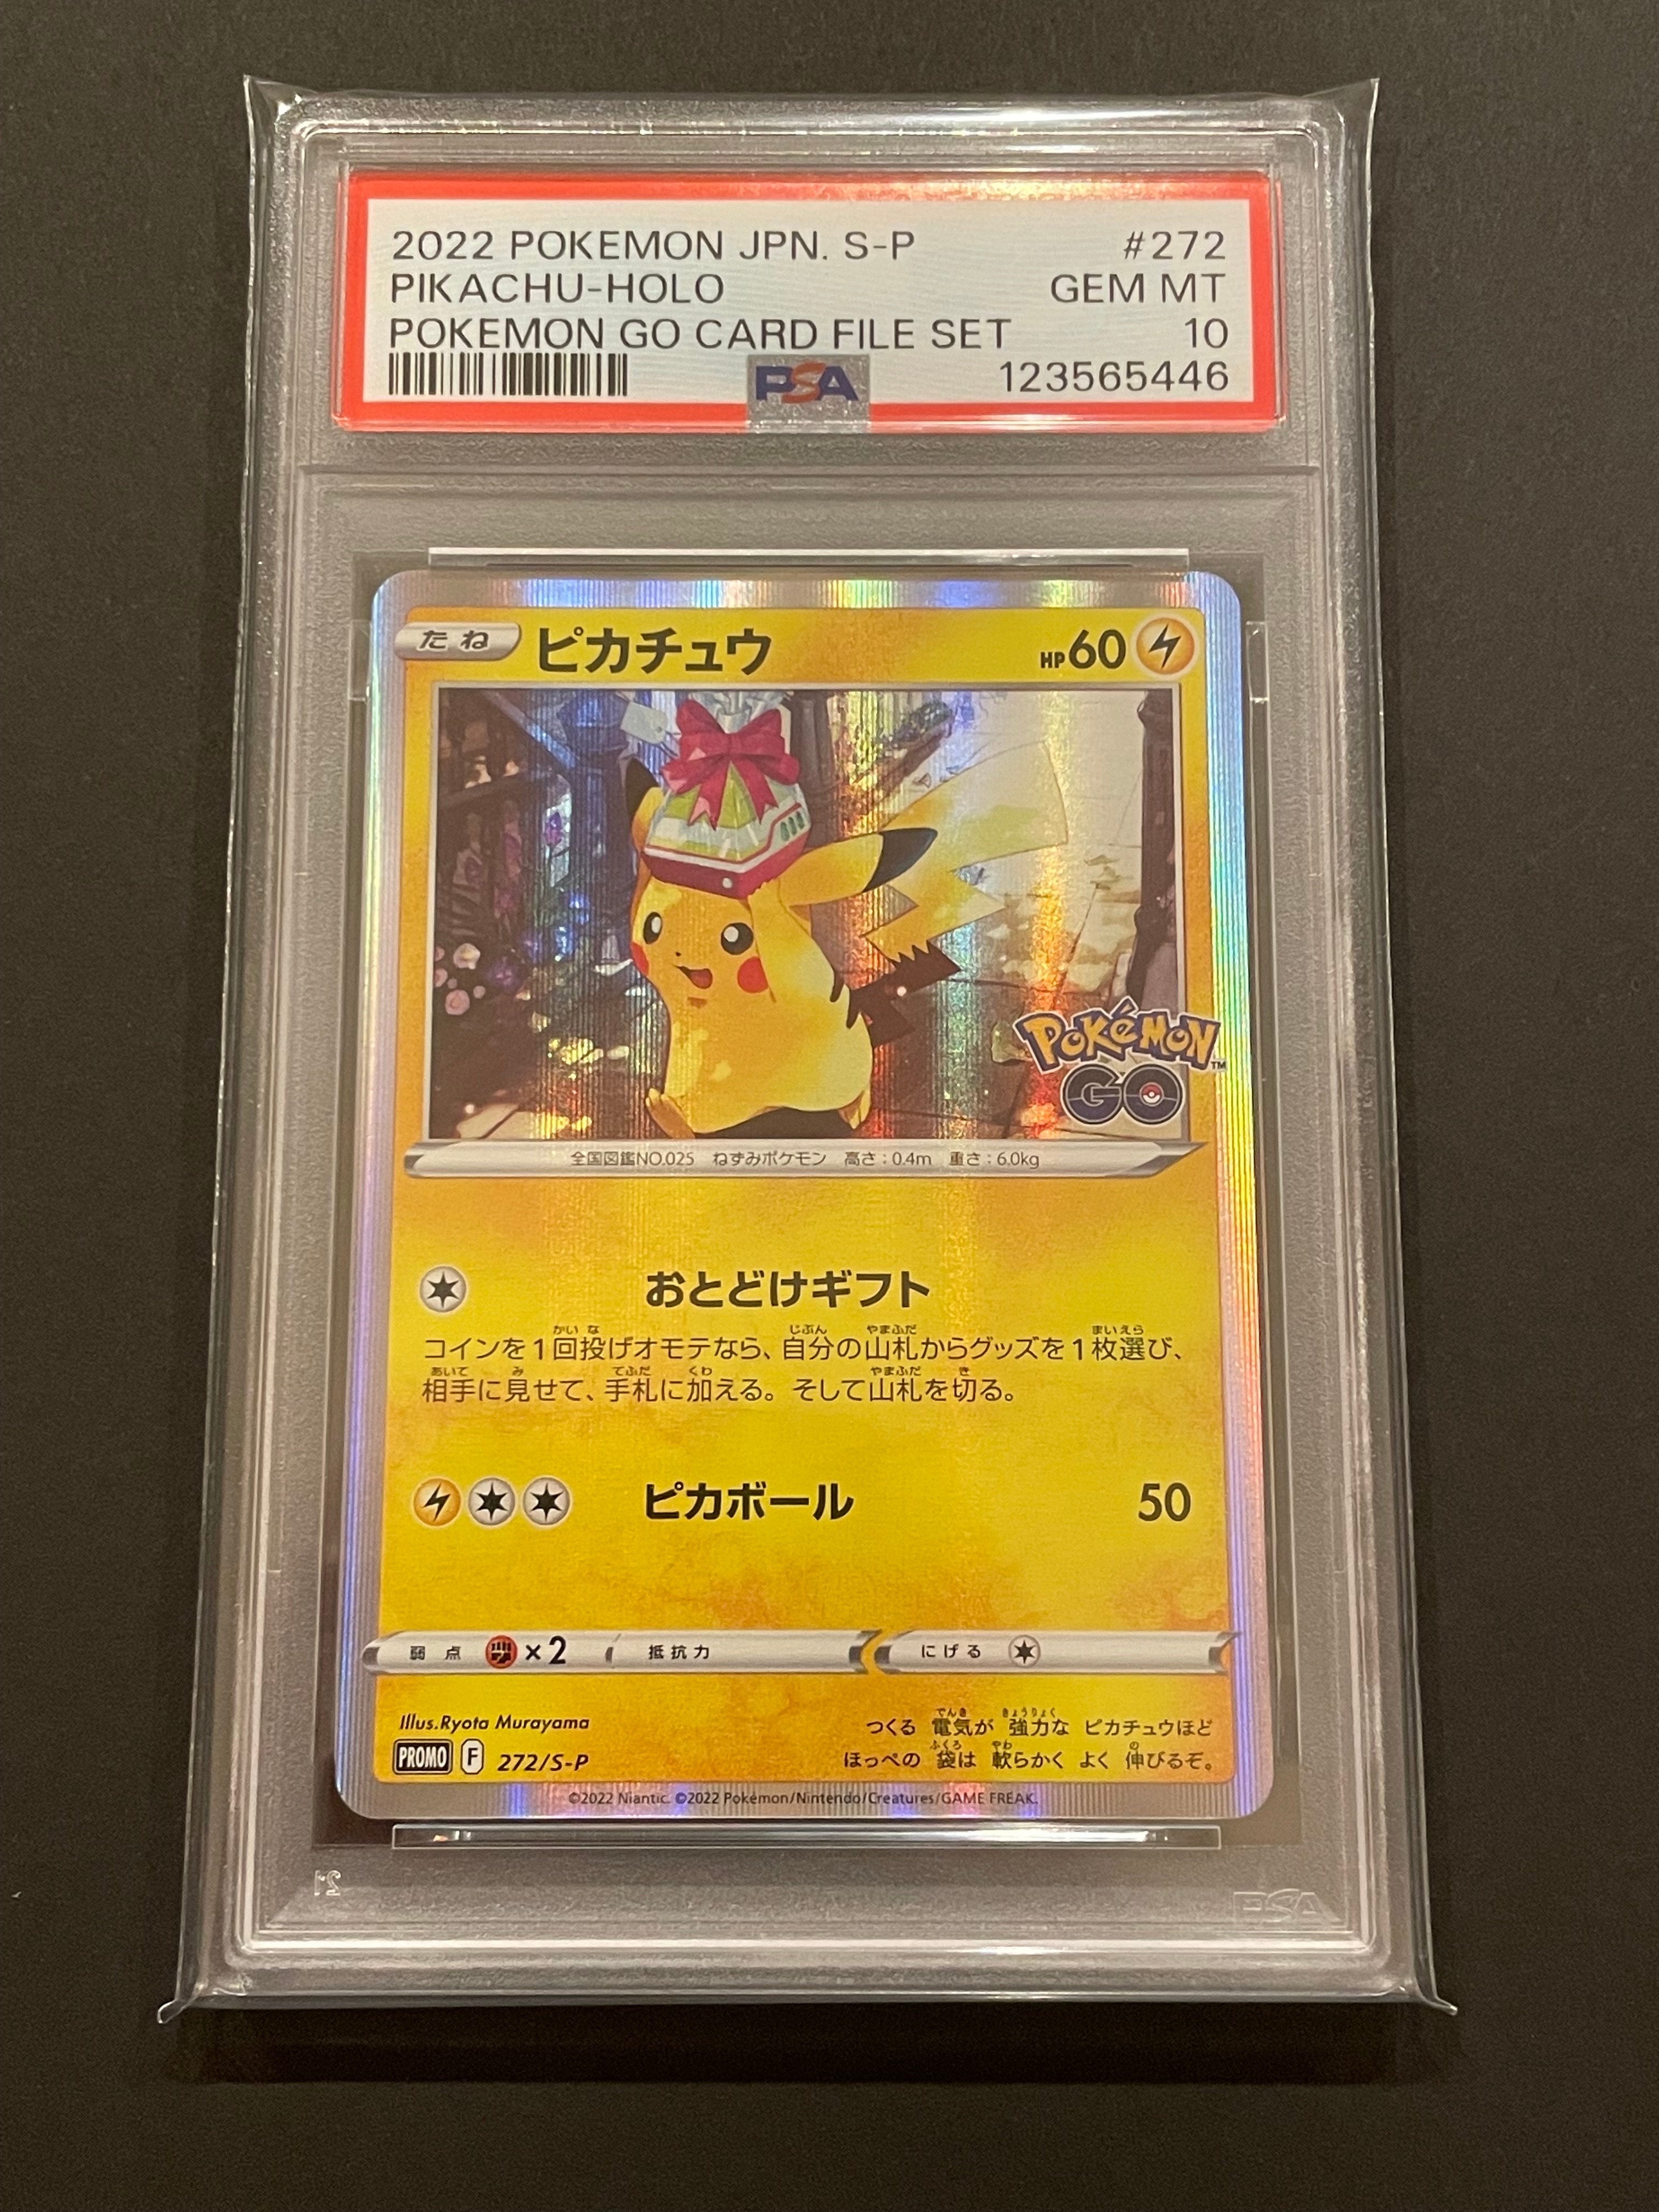 2022 POKEMON JPN. S-P #272
PIKACHU-HOLO GEM MT
POKEMON GO CARD FILE SET 10
PSA 123565446
たね ピカチュウ HP60
POKéMON™
GO
全国図鑑NO.025 ねずみポケモン 高さ:0.4m 重さ:6.0kg
おとどけギフト
コインを1回投げオモテなら、自分の山札からグッズを1枚選び、
相手に見せて、手札に加える。そして山札を切る。
ピカボール 50
弱点 ×2 抵抗力 にげる
Illus.Ryota Murayama
PROMO F 272/S-P
つくる 電気が 強力な ピカチュウほど
ほっぺの 袋は 軟らかく よく 伸びるぞ。
©2022 Niantic. ©2022 Pokémon/Nintendo/Creatures/GAME FREAK.
PSA